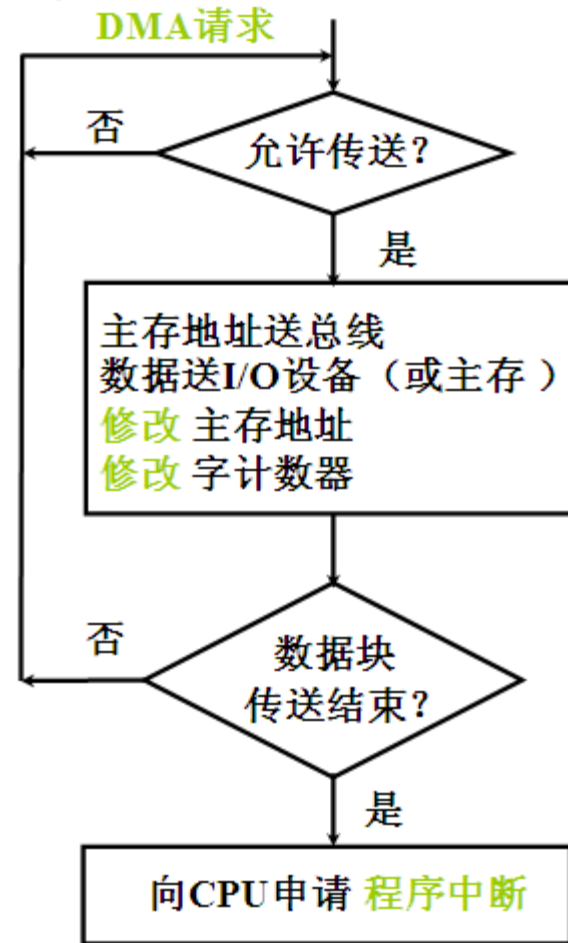 DMA请求
否
允许传送？
是
主存地址送总线
数据送I/O设备（或主存 ）
修改 主存地址
修改 字计数器
否
数据块
传送结束？
是
向CPU申请 程序中断